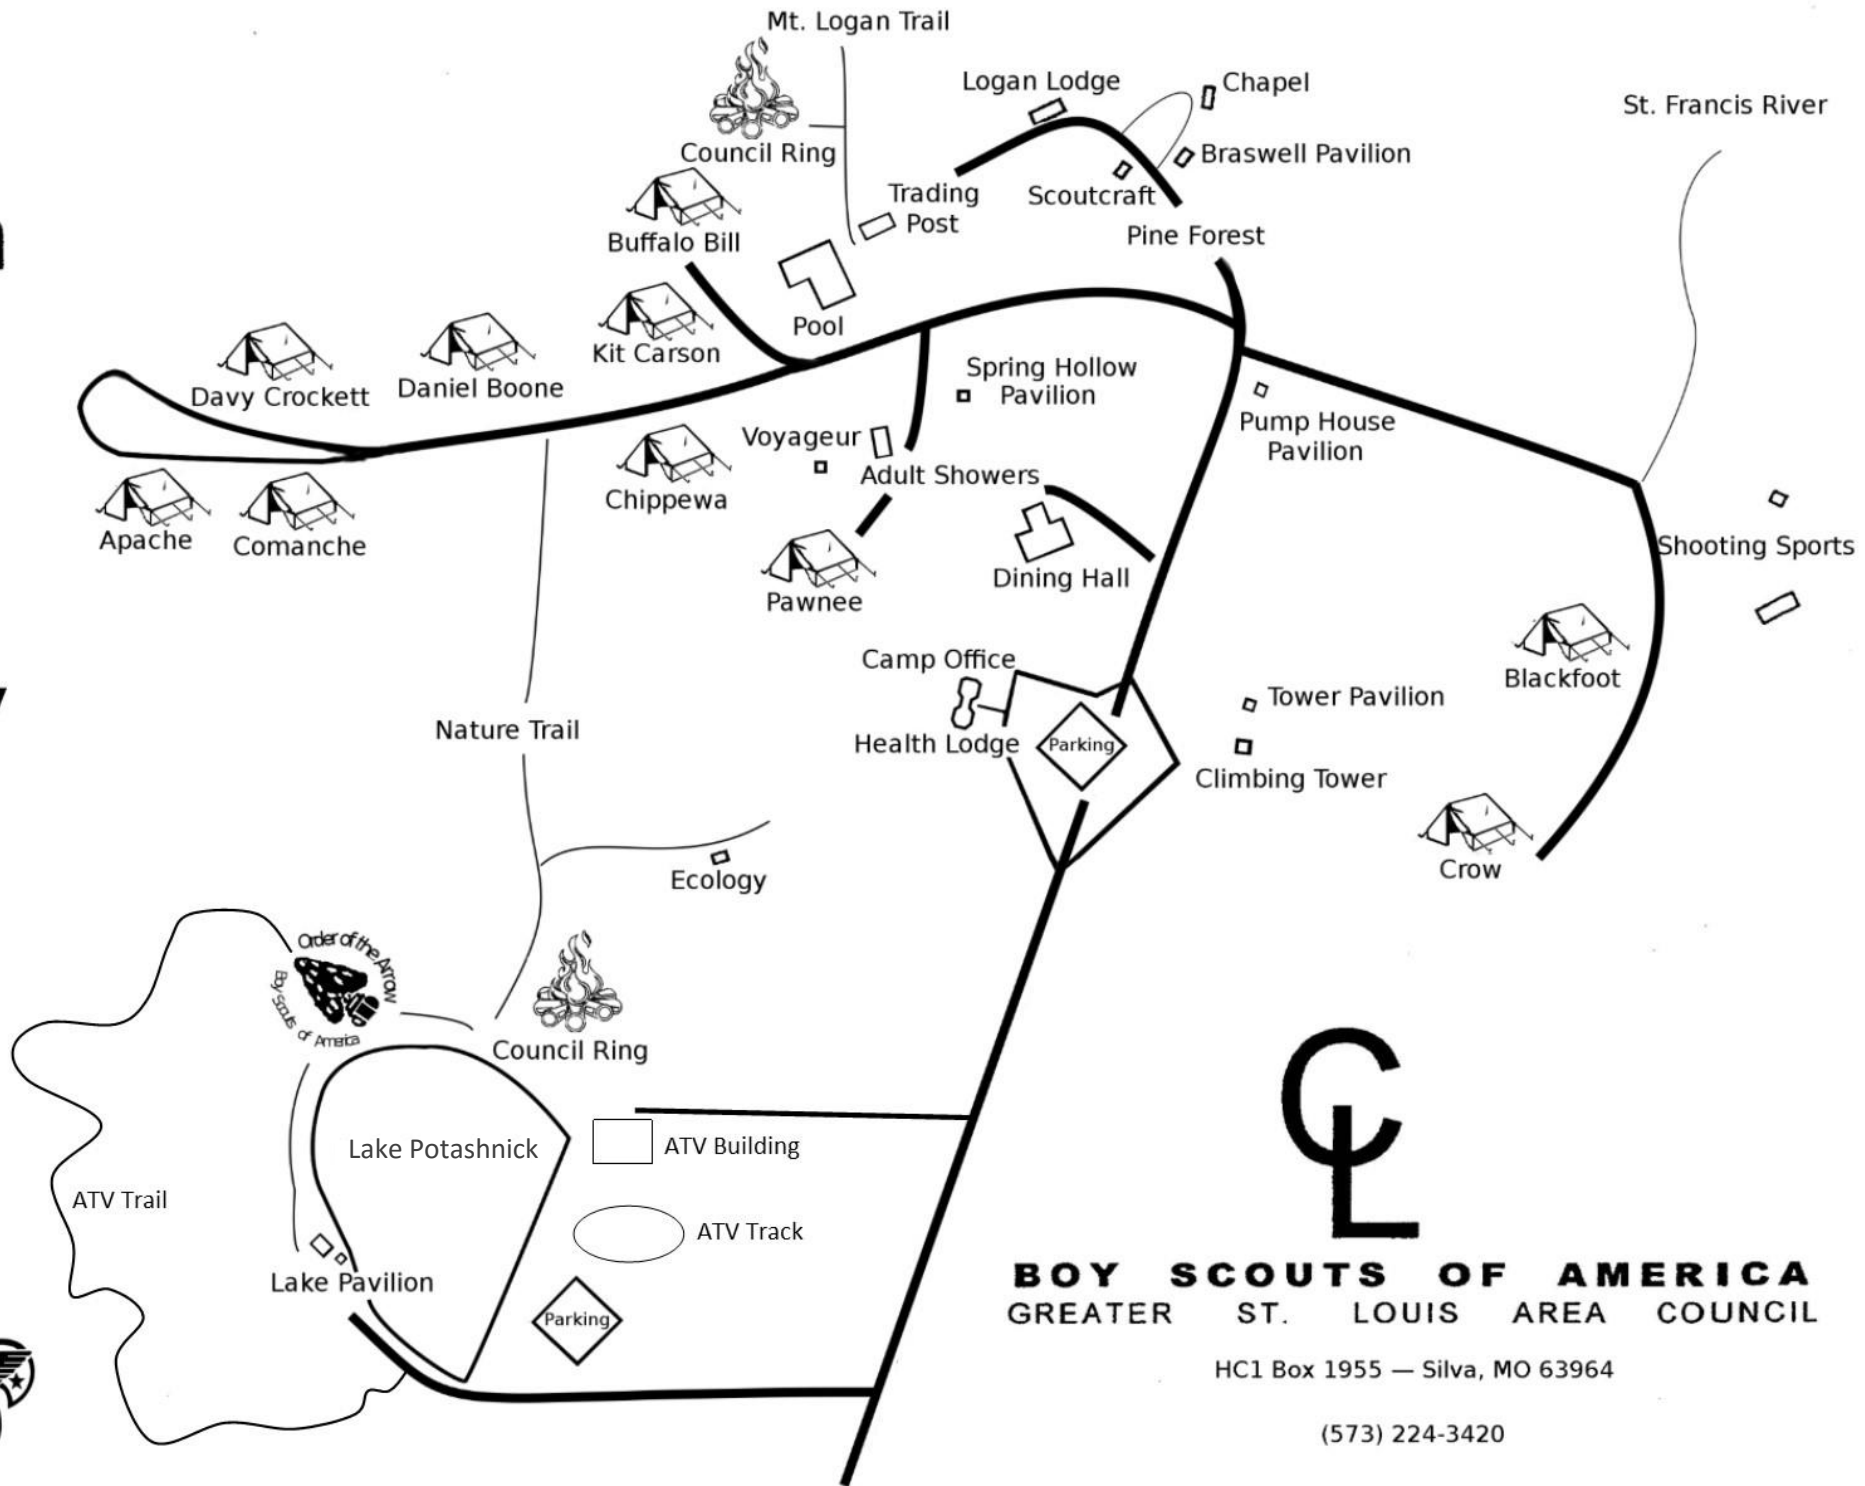 Mt. Logan Trail
Logan Lodge
Chapel
St. Francis River
Council Ring
Braswell Pavilion
Trading
Post
Scoutcraft
Buffalo Bill
Pine Forest
Pool
Kit Carson
Spring Hollow
Pavilion
Davy Crockett
Daniel Boone
Pump House
Pavilion
Voyageur
Adult Showers
Chippewa
Apache
Comanche
Shooting Sports
Dining Hall
Pawnee
Camp Office
Blackfoot
Tower Pavilion
Nature Trail
Health Lodge
Parking
Climbing Tower
Crow
Ecology
Order of the Arrow
Boy Scouts of America
Council Ring
Lake Potashnick
ATV Building
ATV Trail
ATV Track
Lake Pavilion
Parking
CL
BOY SCOUTS OF AMERICA
GREATER ST. LOUIS AREA COUNCIL
HC1 Box 1955 — Silva, MO 63964
(573) 224-3420